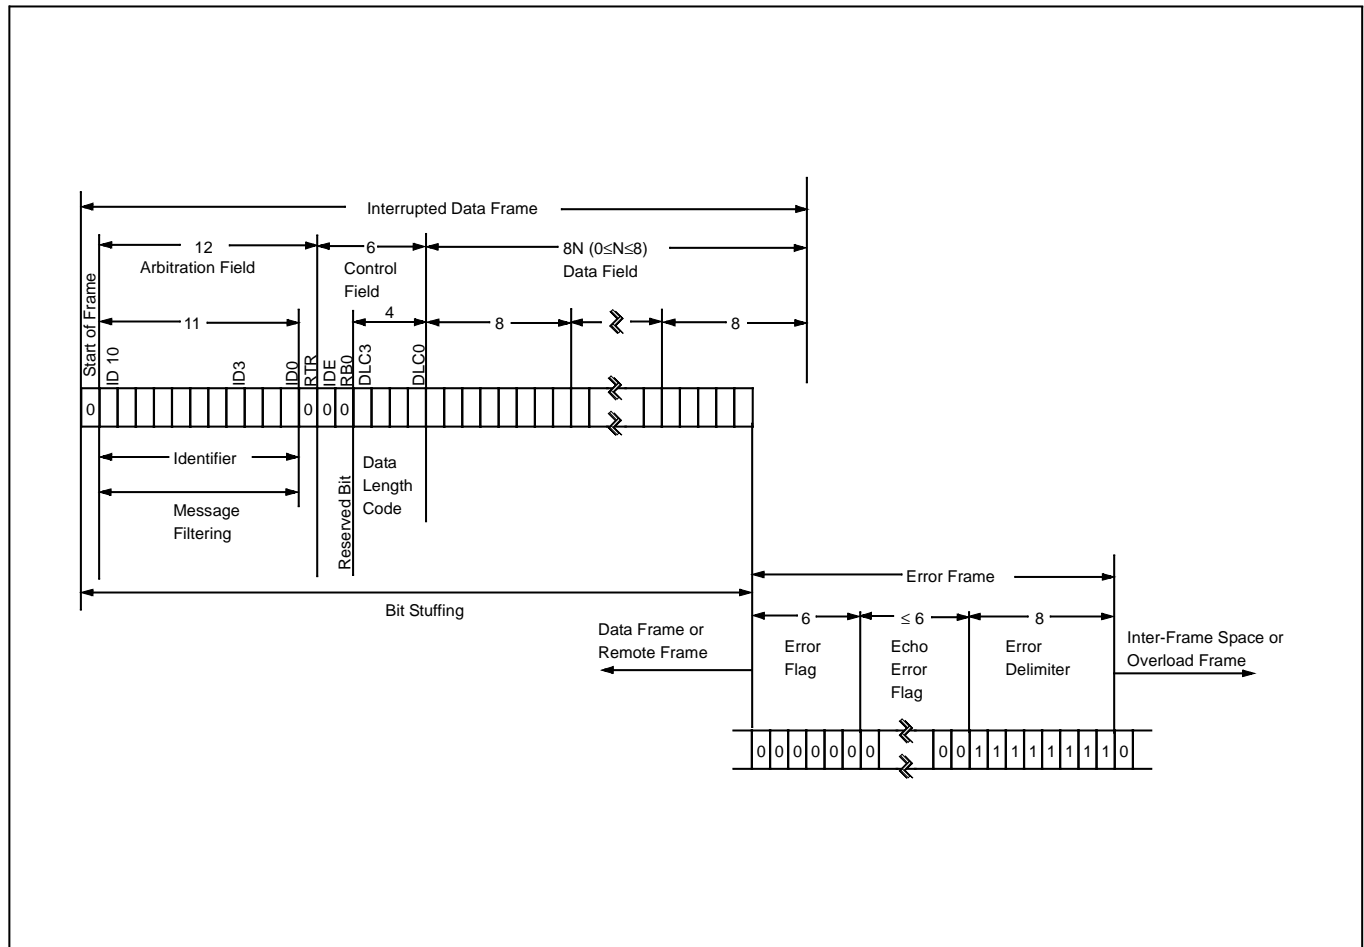 Interrupted Data Frame
12
Arbitration Field
6
Control
Field
8N (0≤N≤8)
Data Field
Start of Frame
11
4
8
8
ID 10
ID3
ID0
RTR
IDE
RB0
DLC3
DLC0
0
0
0
0
Identifier
Message
Filtering
Reserved Bit
Data
Length
Code
Bit Stuffing
Error Frame
6
≤ 6
8
Data Frame or
Remote Frame
Error
Flag
Echo
Error
Flag
Error
Delimiter
Inter-Frame Space or
Overload Frame
0 0 0 0 0 0 0 0 0 1 1 1 1 1 1 1 1 0